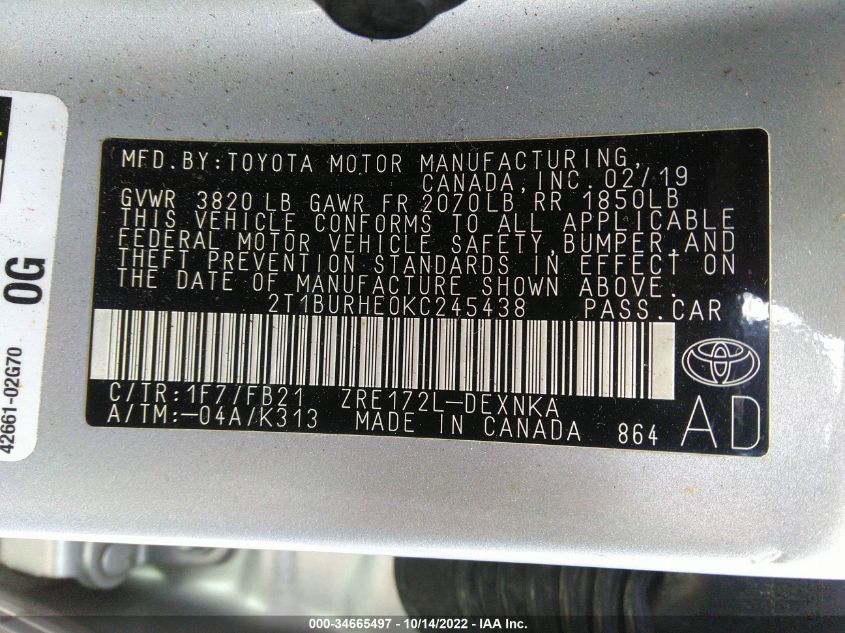 MFD.BY:TOYOTA MOTOR MANUFACTURING,
CANADA,INC.02/19
GVWR 3820 LB GAWR FR 2070LB RR 1850LB
THIS VEHICLE CONFORMS TO ALL APPLICABLE
FEDERAL MOTOR VEHICLE SAFETY,BUMPER,AND
THEFT PREVENTION STANDARDS IN EFFECT ON
THE DATE OF MANUFACTURE SHOWN ABOVE.
2T1BURHE0KC245438 PASS.CAR
C/TR:1F7/FB21 ZRE172L-DEXNKA
A/TM:-04A/K313 MADE IN CANADA 864
AD
0G
42661-02G70
000-34665497 - 10/14/2022 - IAA Inc.